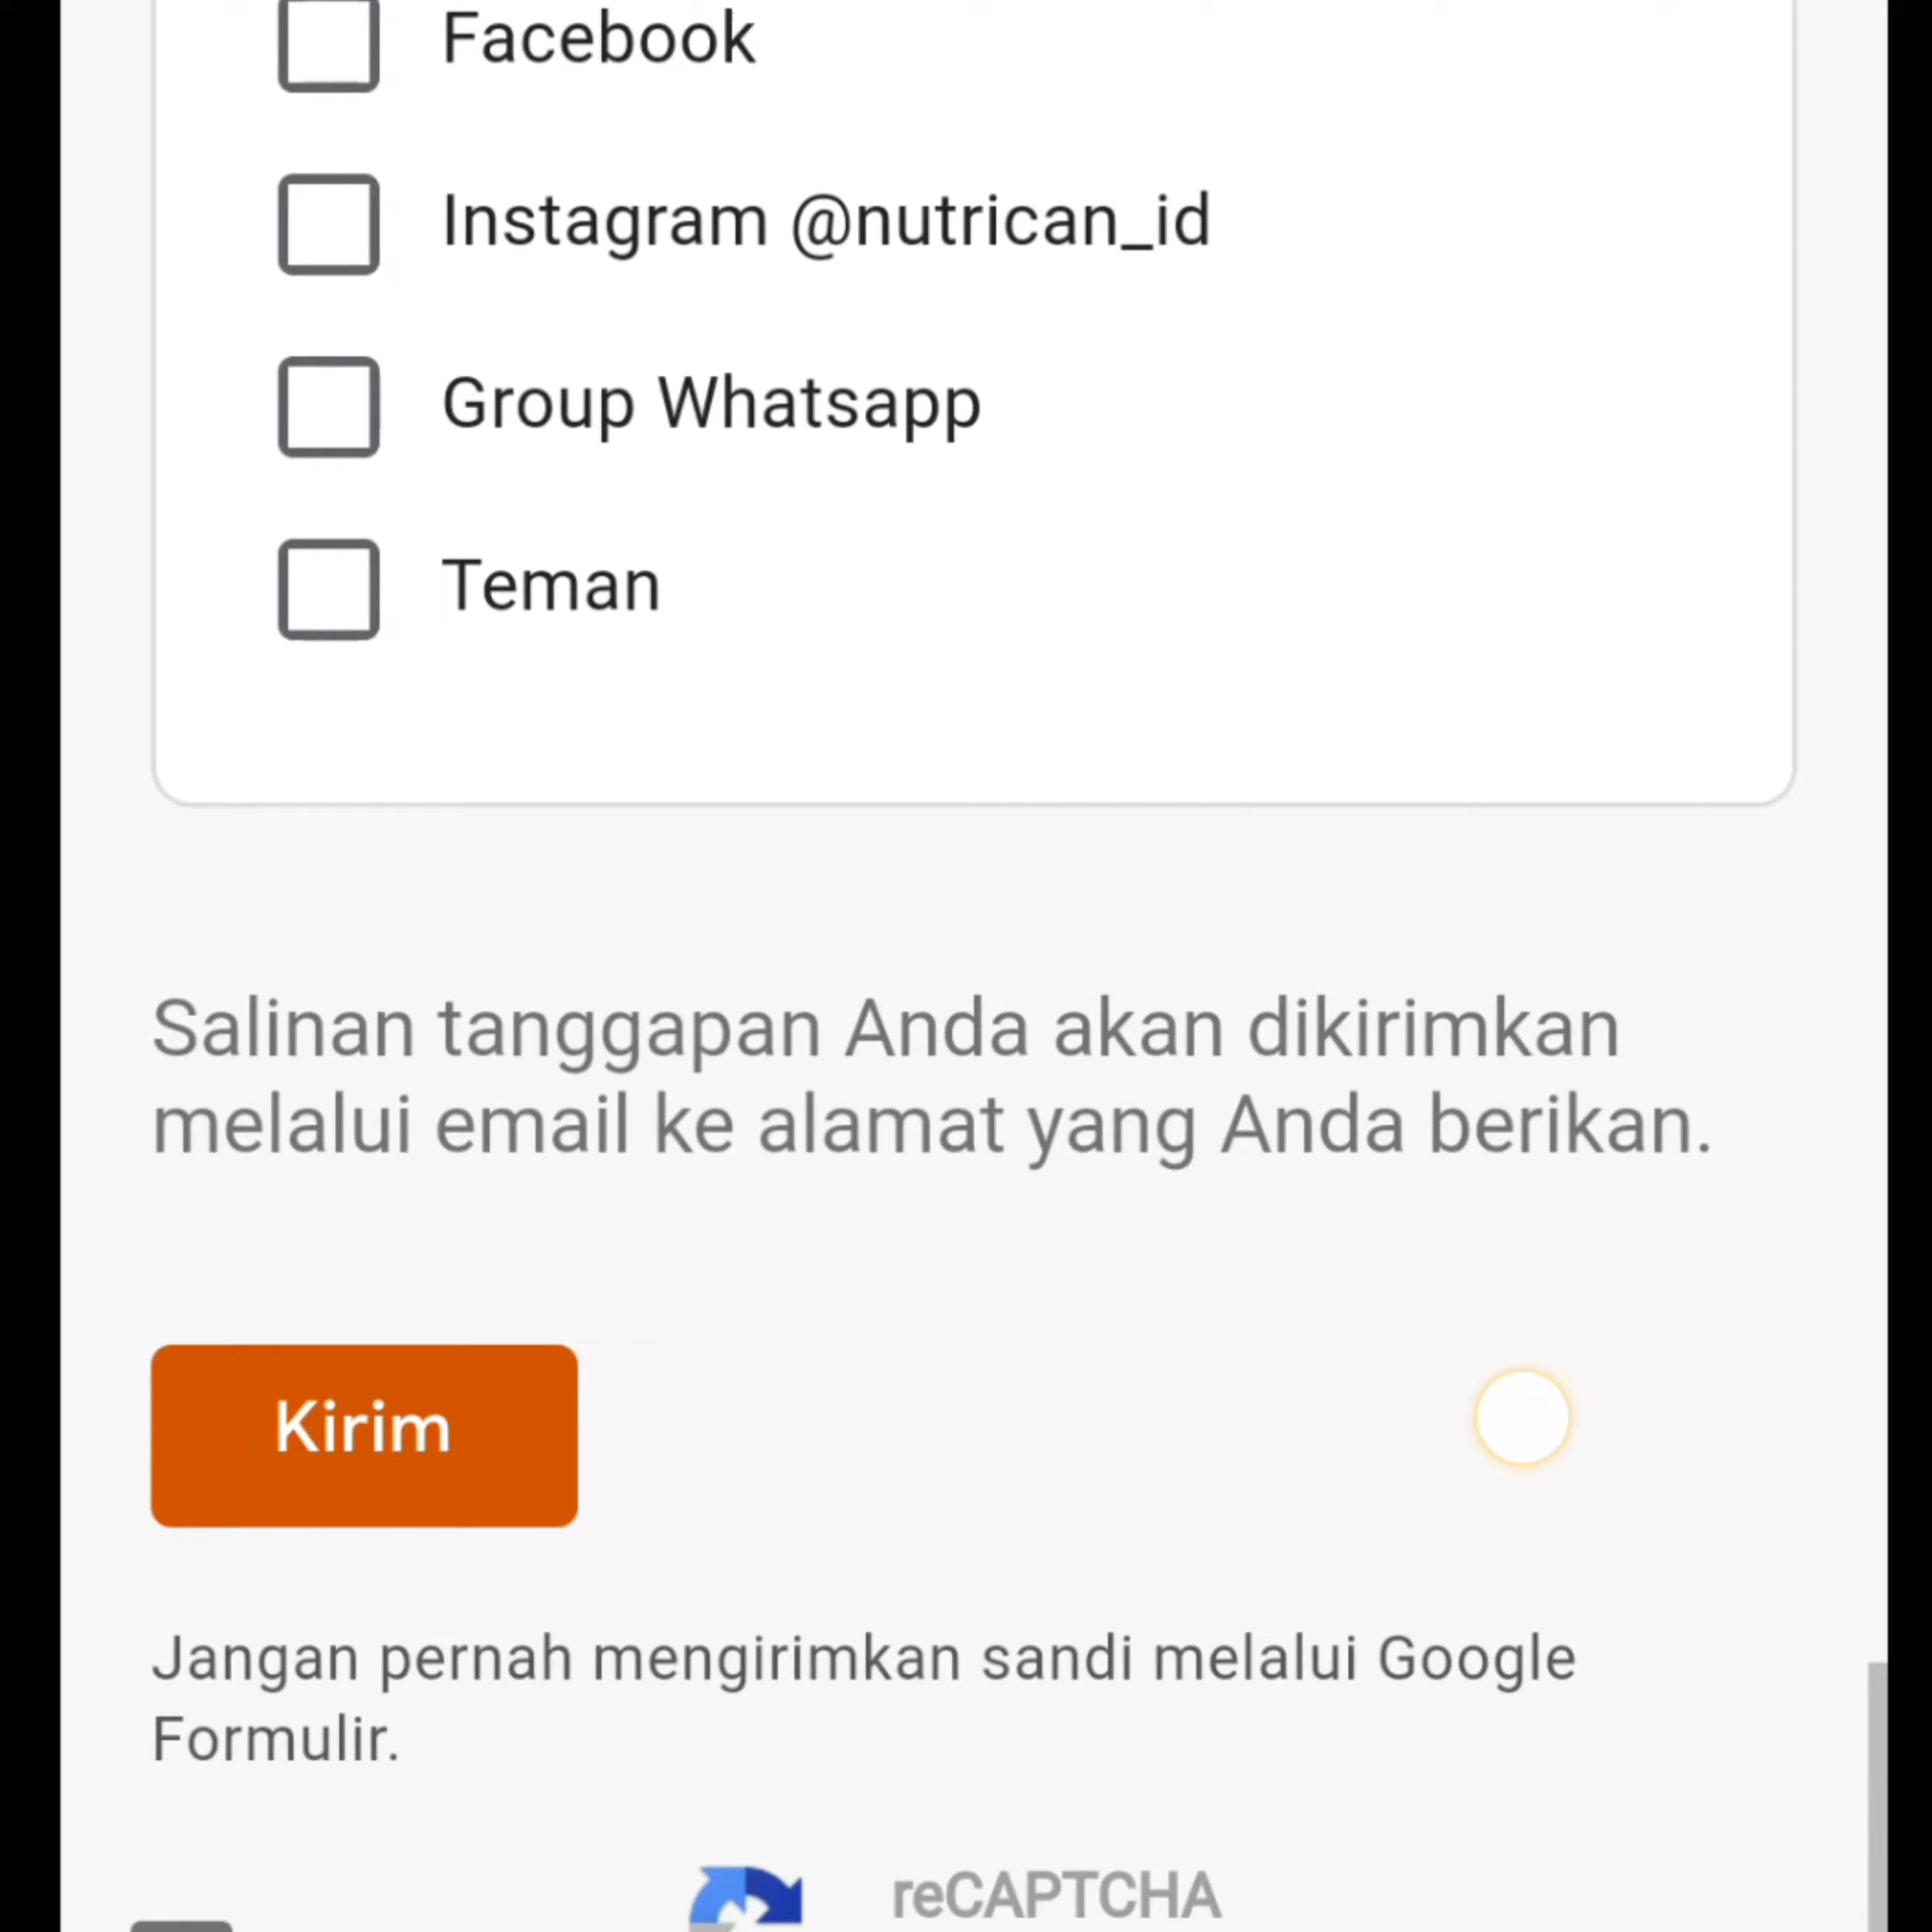 Facebook
Instagram @nutrican_id
Group Whatsapp
Teman
Salinan tanggapan Anda akan dikirimkan
melalui email ke alamat yang Anda berikan.
Kirim
Jangan pernah mengirimkan sandi melalui Google
Formulir.
reCAPTCHA